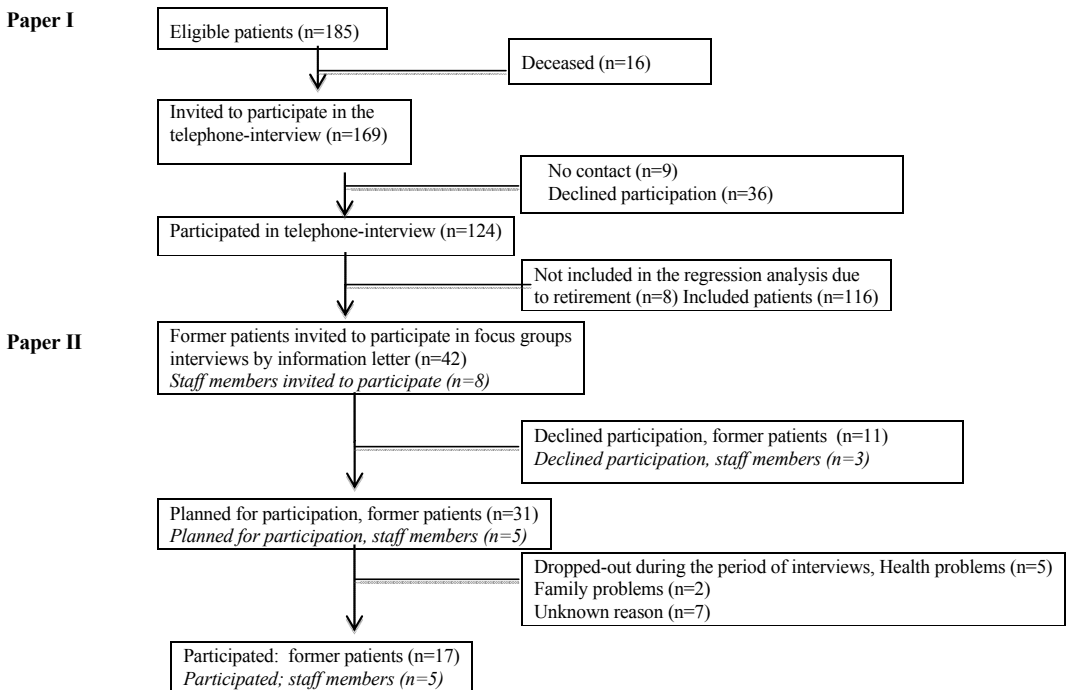 Paper I
Eligible patients (n=185)
Deceased (n=16)
Invited to participate in the
telephone-interview (n=169)
No contact (n=9)
Declined participation (n=36)
Participated in telephone-interview (n=124)
Not included in the regression analysis due
to retirement (n=8) Included patients (n=116)
Paper II
Former patients invited to participate in focus groups
interviews by information letter (n=42)
Staff members invited to participate (n=8)
Declined participation, former patients (n=11)
Declined participation, staff members (n=3)
Planned for participation, former patients (n=31)
Planned for participation, staff members (n=5)
Dropped-out during the period of interviews, Health problems (n=5)
Family problems (n=2)
Unknown reason (n=7)
Participated: former patients (n=17)
Participated; staff members (n=5)